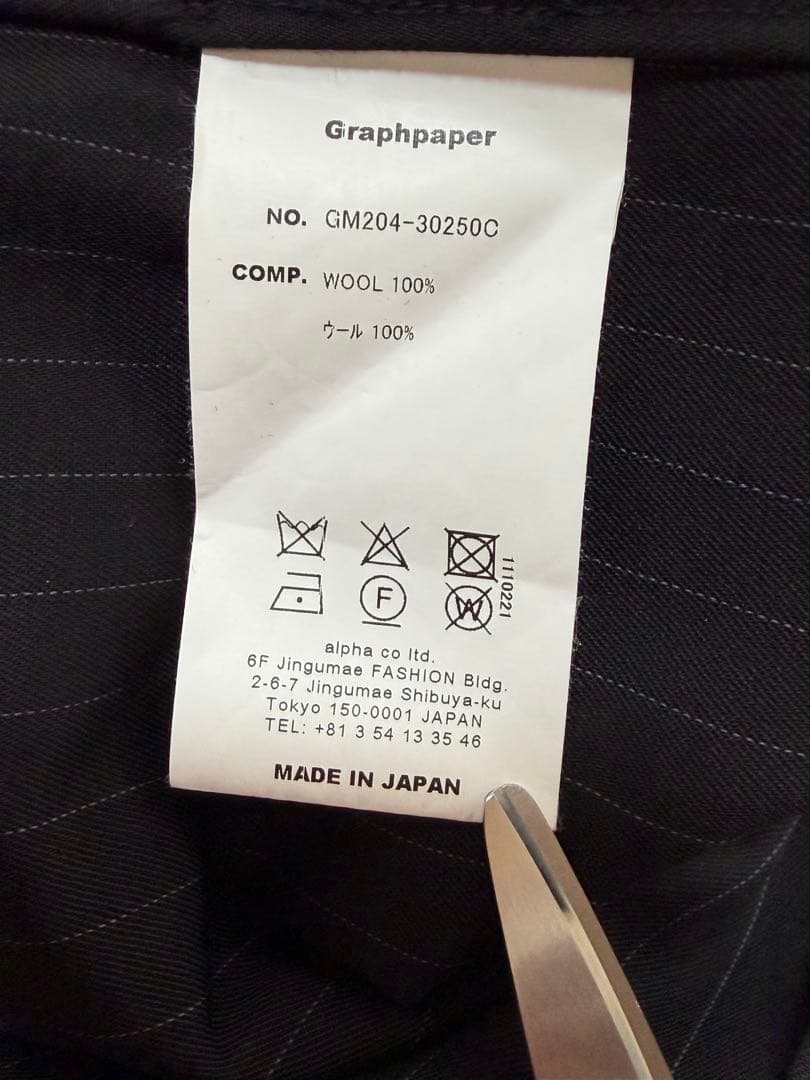 Graphpaper
NO. GM204-30250C
COMP. WOOL 100%
ウール 100%
1110221
F
W
alpha co ltd.
6F Jingumae FASHION Bldg.
2-6-7 Jingumae Shibuya-ku
Tokyo 150-0001 JAPAN
TEL: +81 3 54 13 35 46
MADE IN JAPAN